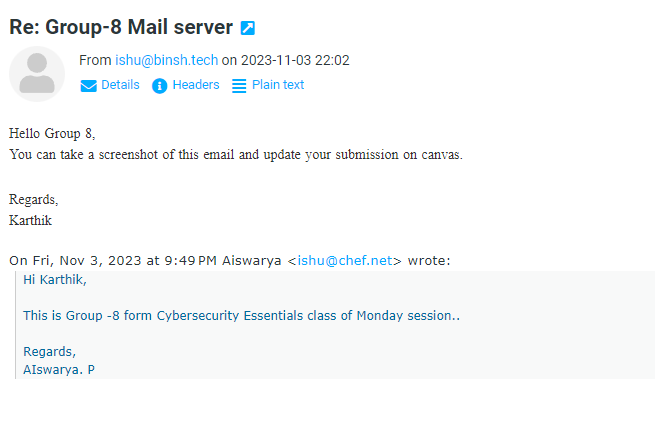 Re: Group-8 Mail server
From ishu@binsh.tech on 2023-11-03 22:02
Details Headers Plain text
Hello Group 8,
You can take a screenshot of this email and update your submission on canvas.
Regards,
Karthik
On Fri, Nov 3, 2023 at 9:49 PM Aiswarya <ishu@chef.net> wrote:
Hi Karthik,
This is Group -8 form Cybersecurity Essentials class of Monday session..
Regards,
AIswarya. P